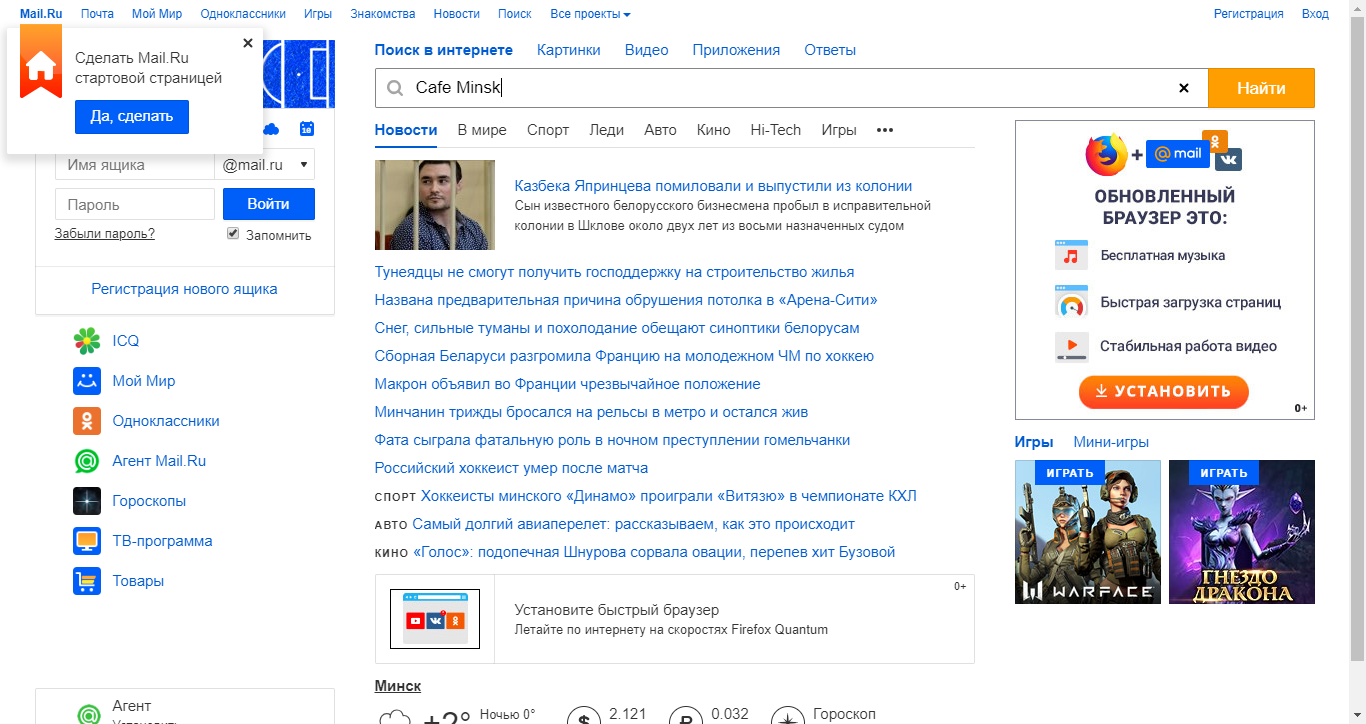 Mail.Ru Почта Мой Мир Одноклассники Игры Знакомства Новости Поиск Все проекты Регистрация Вход
Сделать Mail.Ru
стартовой страницей
Да, сделать
Имя ящика @mail.ru
Пароль Войти
Забыли пароль? Запомнить
Регистрация нового ящика
ICQ
Мой Мир
Одноклассники
Агент Mail.Ru
Гороскопы
ТВ-программа
Товары
Агент
Поиск в интернете Картинки Видео Приложения Ответы
Cafe Minsk Найти
Новости В мире Спорт Леди Авто Кино Hi-Tech Игры
Казбека Япринцева помиловали и выпустили из колонии
Сын известного белорусского бизнесмена пробыл в исправительной
колонии в Шклове около двух лет из восьми назначенных судом
Тунеядцы не смогут получить господдержку на строительство жилья
Названа предварительная причина обрушения потолка в «Арена-Сити»
Снег, сильные туманы и похолодание обещают синоптики белорусам
Сборная Беларуси разгромила Францию на молодежном ЧМ по хоккею
Макрон объявил во Франции чрезвычайное положение
Минчанин трижды бросался на рельсы в метро и остался жив
Фата сыграла фатальную роль в ночном преступлении гомельчанки
Российский хоккеист умер после матча
СПОРТ Хоккеисты минского «Динамо» проиграли «Витязю» в чемпионате КХЛ
АВТО Самый долгий авиаперелет: рассказываем, как это происходит
КИНО «Голос»: подопечная Шнурова сорвала овации, перепев хит Бузовой
0+
Установите быстрый браузер
Летайте по интернету на скоростях Firefox Quantum
Минск
+2° Ночью 0° $ 2.121 ₽ 0.032 Гороскоп
+ @mail
ОБНОВЛЕННЫЙ
БРАУЗЕР ЭТО:
Бесплатная музыка
Быстрая загрузка страниц
Стабильная работа видео
УСТАНОВИТЬ
0+
Игры Мини-игры
ИГРАТЬ ИГРАТЬ
WARFACE
ГНЕЗДО
ДРАКОНА